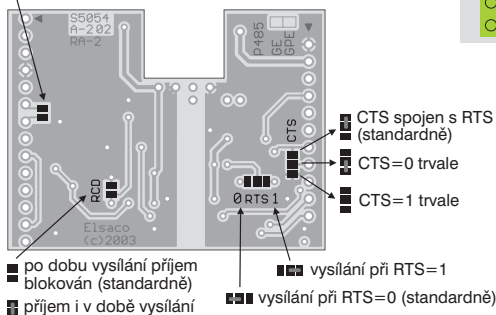 S5054
A-202
RA-2
P485
GE
GPE
CTS
RCD
0 RTS 1
Elsaco
(c)2003
CTS spojen s RTS
(standardně)
CTS=0 trvale
CTS=1 trvale
po dobu vysílání příjem
blokován (standardně)
příjem i v době vysílání
vysílání při RTS=1
vysílání při RTS=0 (standardně)